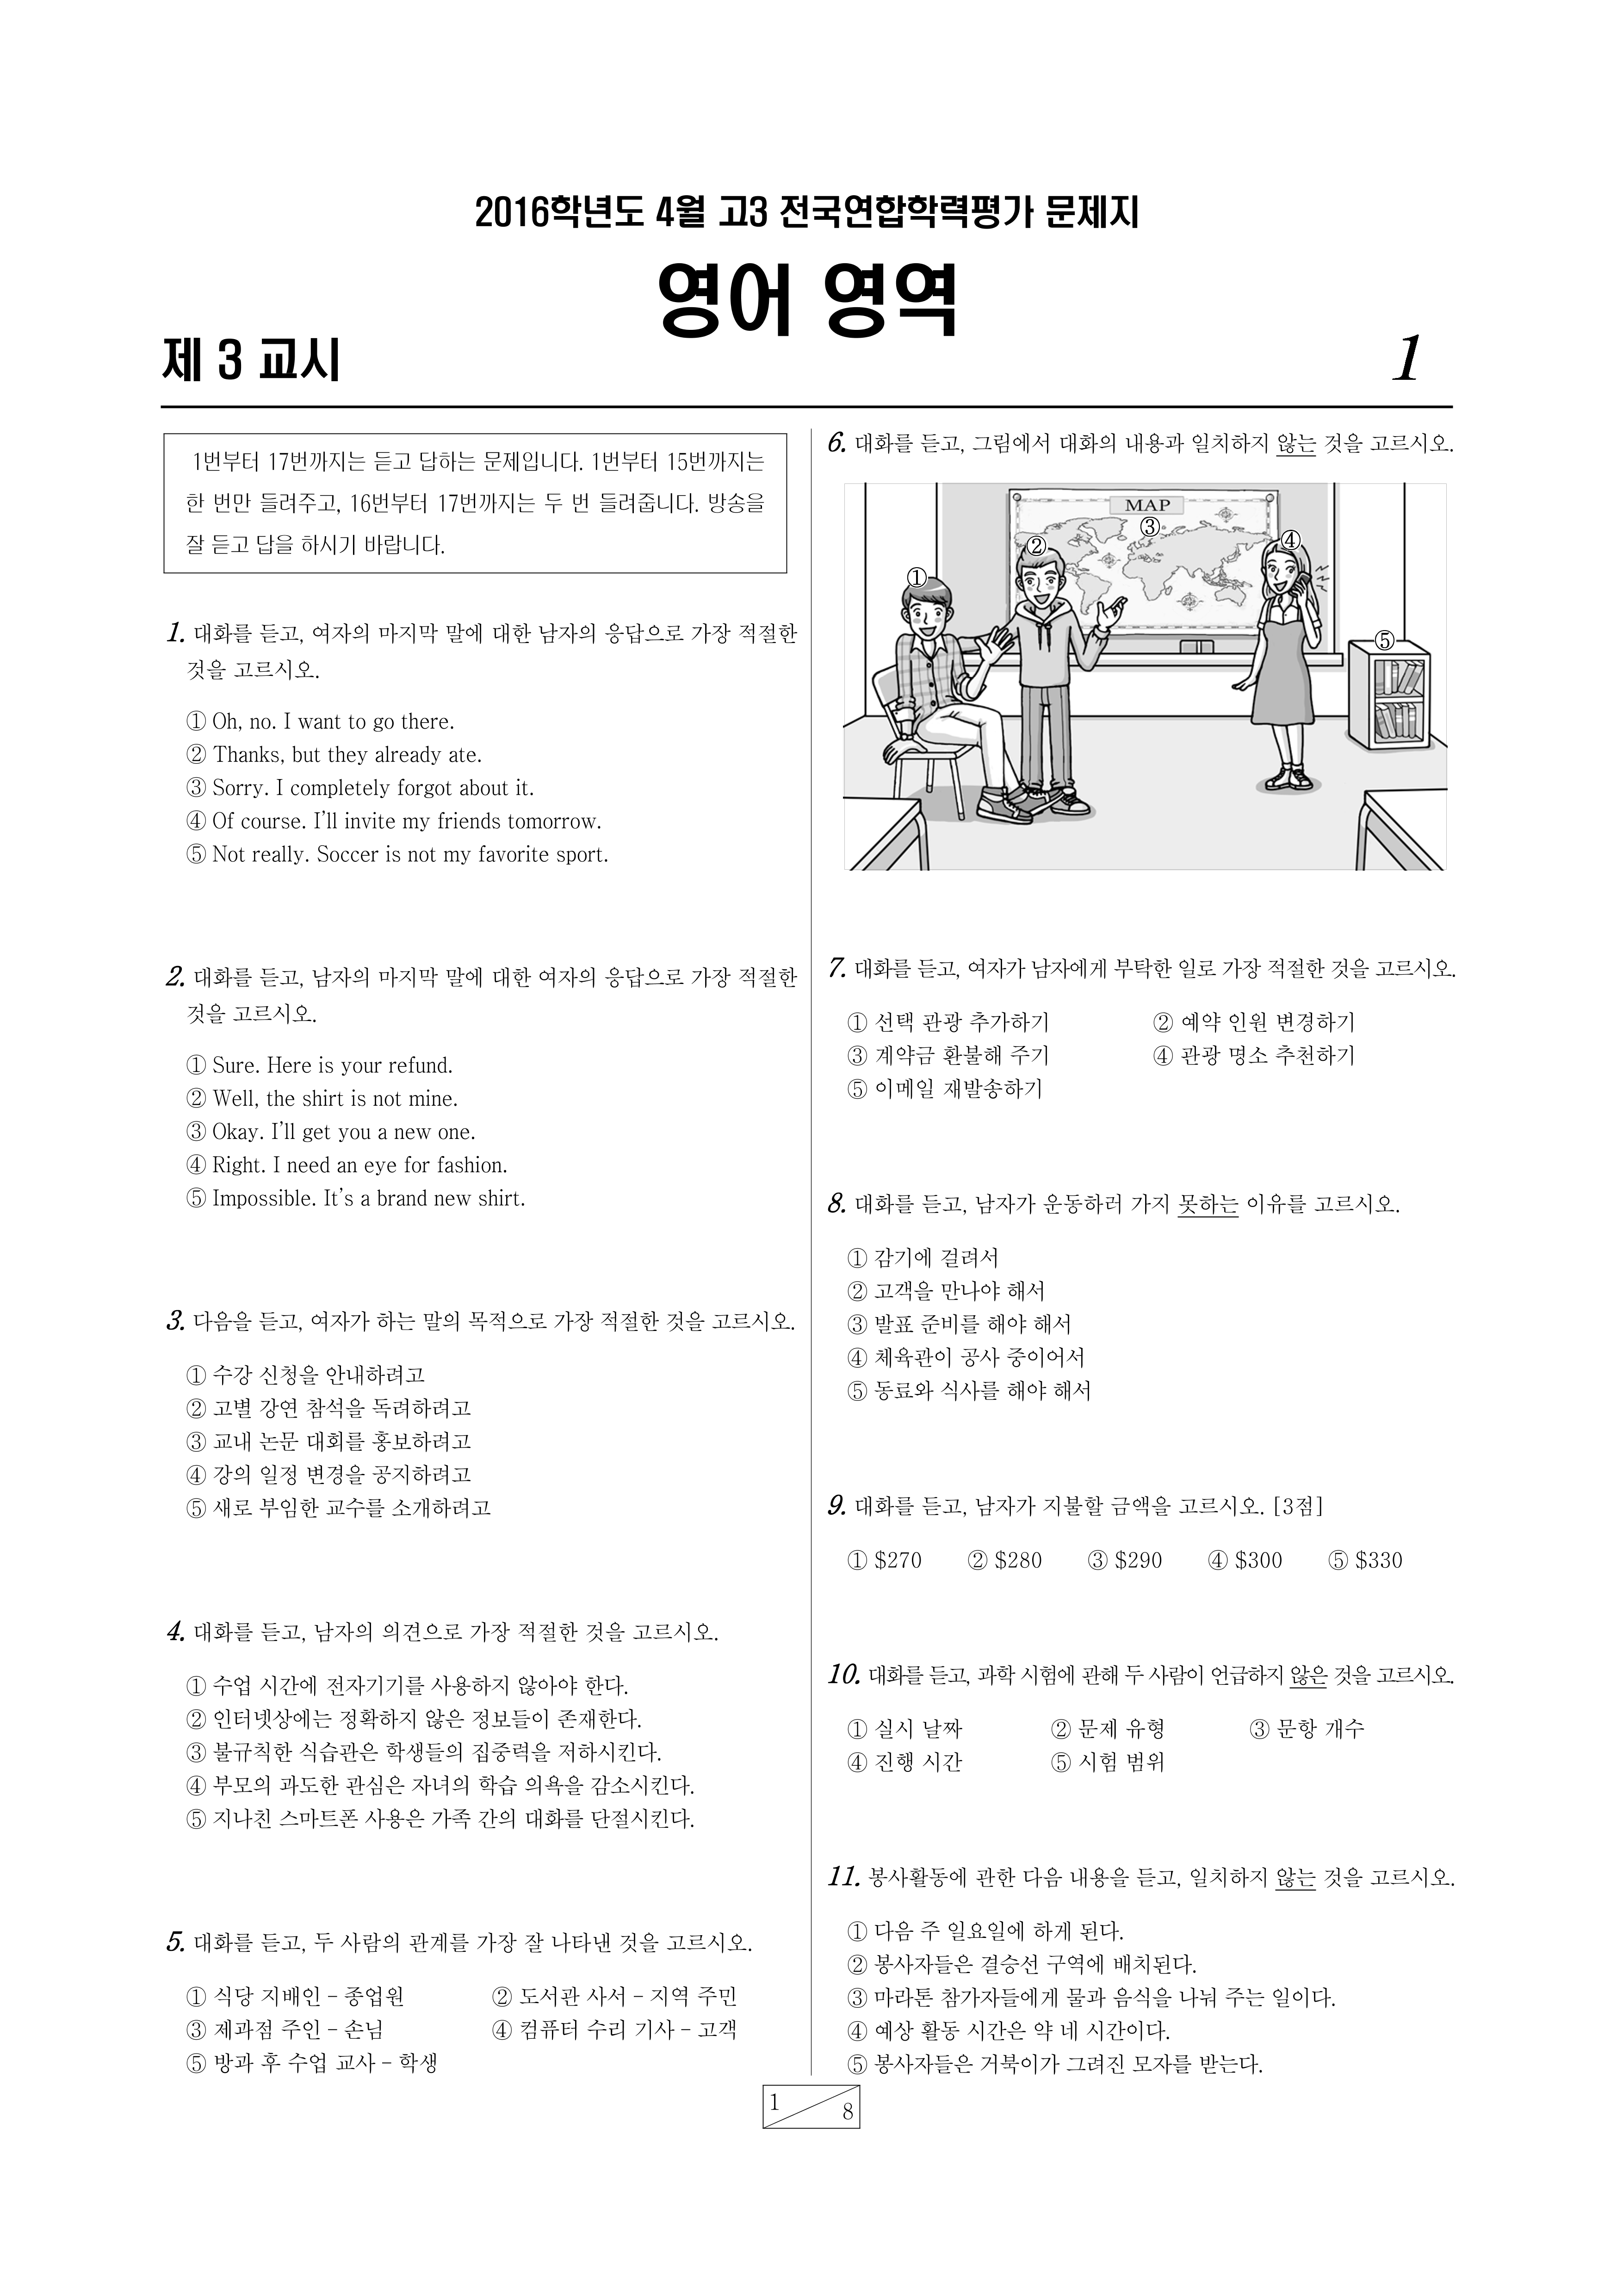 2016학년도 4월 고3 전국연합학력평가 문제지
영어 영역
제 3 교시
1
1번부터 17번까지는 듣고 답하는 문제입니다. 1번부터 15번까지는
한 번만 들려주고, 16번부터 17번까지는 두 번 들려줍니다. 방송을
잘 듣고 답을 하시기 바랍니다.
1. 대화를 듣고, 여자의 마지막 말에 대한 남자의 응답으로 가장 적절한
것을 고르시오.
① Oh, no. I want to go there.
② Thanks, but they already ate.
③ Sorry. I completely forgot about it.
④ Of course. I’ll invite my friends tomorrow.
⑤ Not really. Soccer is not my favorite sport.
2. 대화를 듣고, 남자의 마지막 말에 대한 여자의 응답으로 가장 적절한
것을 고르시오.
① Sure. Here is your refund.
② Well, the shirt is not mine.
③ Okay. I’ll get you a new one.
④ Right. I need an eye for fashion.
⑤ Impossible. It’s a brand new shirt.
3. 다음을 듣고, 여자가 하는 말의 목적으로 가장 적절한 것을 고르시오.
① 수강 신청을 안내하려고
② 고별 강연 참석을 독려하려고
③ 교내 논문 대회를 홍보하려고
④ 강의 일정 변경을 공지하려고
⑤ 새로 부임한 교수를 소개하려고
4. 대화를 듣고, 남자의 의견으로 가장 적절한 것을 고르시오.
① 수업 시간에 전자기기를 사용하지 않아야 한다.
② 인터넷상에는 정확하지 않은 정보들이 존재한다.
③ 불규칙한 식습관은 학생들의 집중력을 저하시킨다.
④ 부모의 과도한 관심은 자녀의 학습 의욕을 감소시킨다.
⑤ 지나친 스마트폰 사용은 가족 간의 대화를 단절시킨다.
5. 대화를 듣고, 두 사람의 관계를 가장 잘 나타낸 것을 고르시오.
① 식당 지배인 – 종업원 ② 도서관 사서 – 지역 주민
③ 제과점 주인 – 손님 ④ 컴퓨터 수리 기사 – 고객
⑤ 방과 후 수업 교사 – 학생
6. 대화를 듣고, 그림에서 대화의 내용과 일치하지 않는 것을 고르시오.
MAP
③
②
④
①
⑤
7. 대화를 듣고, 여자가 남자에게 부탁한 일로 가장 적절한 것을 고르시오.
① 선택 관광 추가하기 ② 예약 인원 변경하기
③ 계약금 환불해 주기 ④ 관광 명소 추천하기
⑤ 이메일 재발송하기
8. 대화를 듣고, 남자가 운동하러 가지 못하는 이유를 고르시오.
① 감기에 걸려서
② 고객을 만나야 해서
③ 발표 준비를 해야 해서
④ 체육관이 공사 중이어서
⑤ 동료와 식사를 해야 해서
9. 대화를 듣고, 남자가 지불할 금액을 고르시오. [3점]
① $270 ② $280 ③ $290 ④ $300 ⑤ $330
10. 대화를 듣고, 과학 시험에 관해 두 사람이 언급하지 않은 것을 고르시오.
① 실시 날짜 ② 문제 유형 ③ 문항 개수
④ 진행 시간 ⑤ 시험 범위
11. 봉사활동에 관한 다음 내용을 듣고, 일치하지 않는 것을 고르시오.
① 다음 주 일요일에 하게 된다.
② 봉사자들은 결승선 구역에 배치된다.
③ 마라톤 참가자들에게 물과 음식을 나눠 주는 일이다.
④ 예상 활동 시간은 약 네 시간이다.
⑤ 봉사자들은 거북이가 그려진 모자를 받는다.
1
8